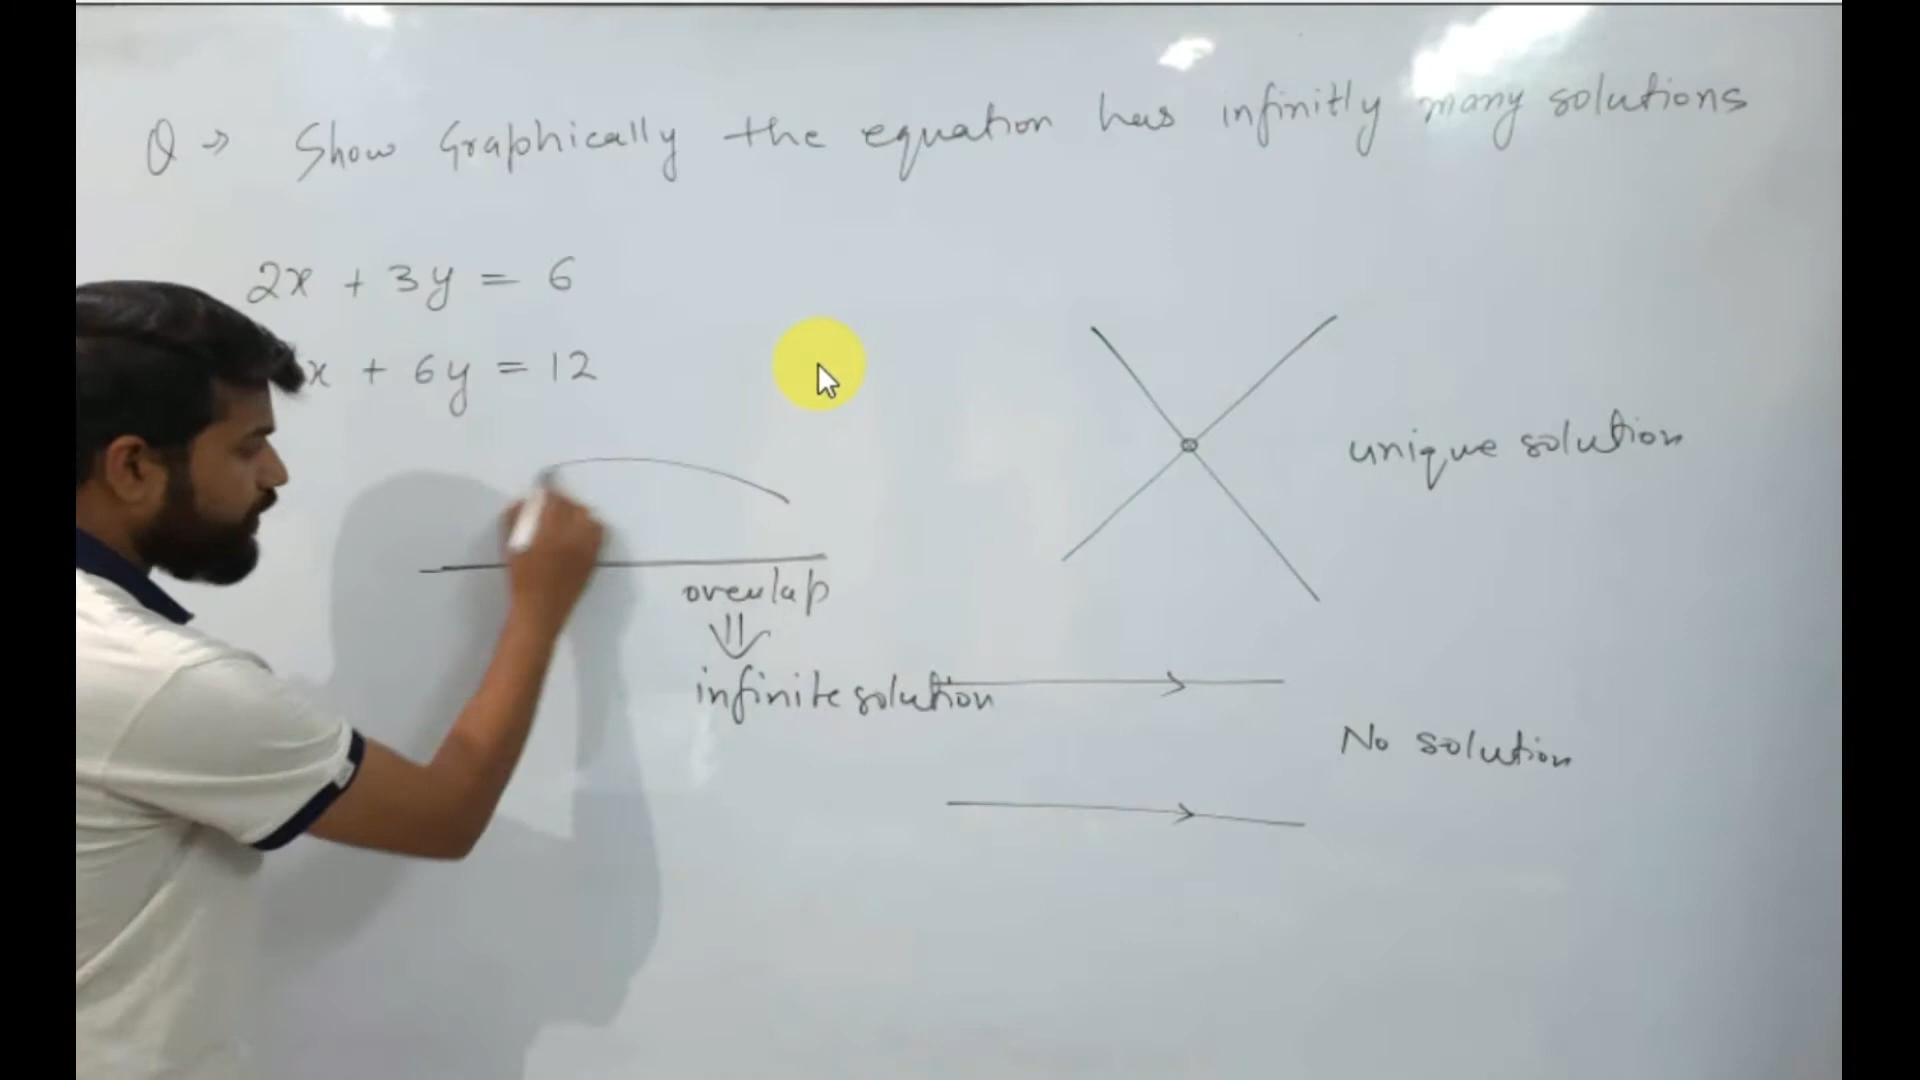 Q → Show Graphically the equation has infinitly many solutions
2x + 3y = 6
x + 6y = 12
unique solution
overlap
infinite solution
No solution